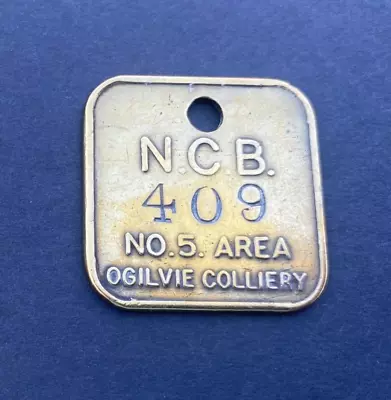 N.C.B.
409
NO.5. AREA
OGILVIE COLLIERY